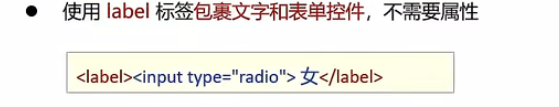 ● 使用 label 标签包裹文字和表单控件，不需要属性
<label><input type="radio"> 女</label>